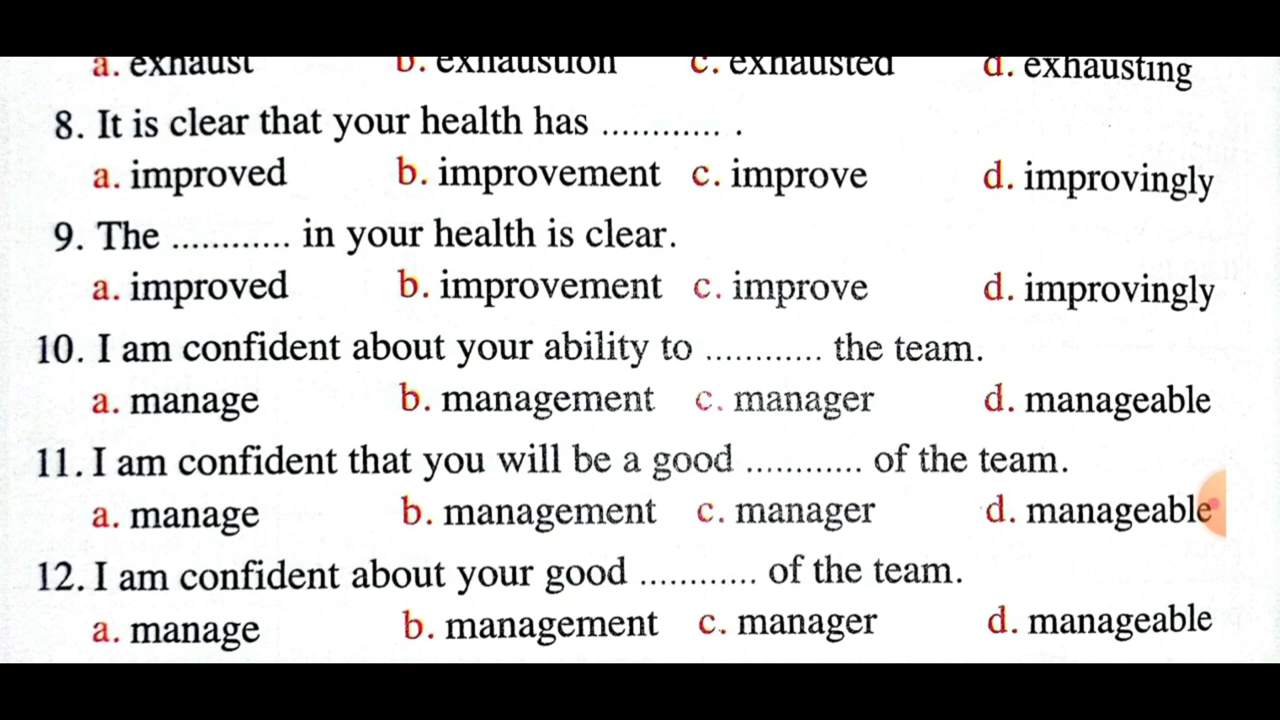 a. exhaust b. exhaustion c. exhausted d. exhausting
8. It is clear that your health has ............ .
a. improved b. improvement c. improve d. improvingly
9. The ............ in your health is clear.
a. improved b. improvement c. improve d. improvingly
10. I am confident about your ability to ............ the team.
a. manage b. management c. manager d. manageable
11. I am confident that you will be a good ............ of the team.
a. manage b. management c. manager d. manageable
12. I am confident about your good ............ of the team.
a. manage b. management c. manager d. manageable